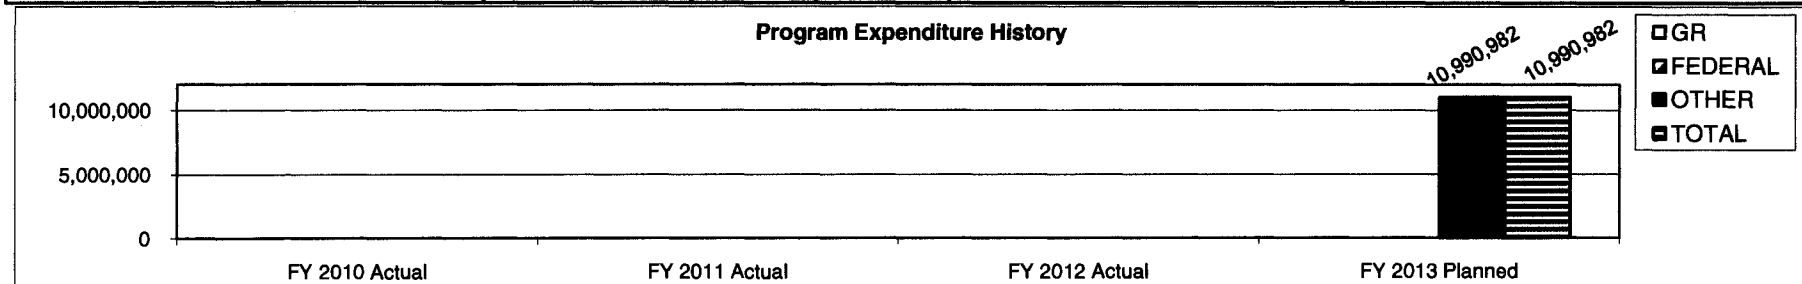 Program Expenditure History
10,990,982
10,990,982
GR
FEDERAL
OTHER
TOTAL
10,000,000
5,000,000
0
FY 2010 Actual
FY 2011 Actual
FY 2012 Actual
FY 2013 Planned